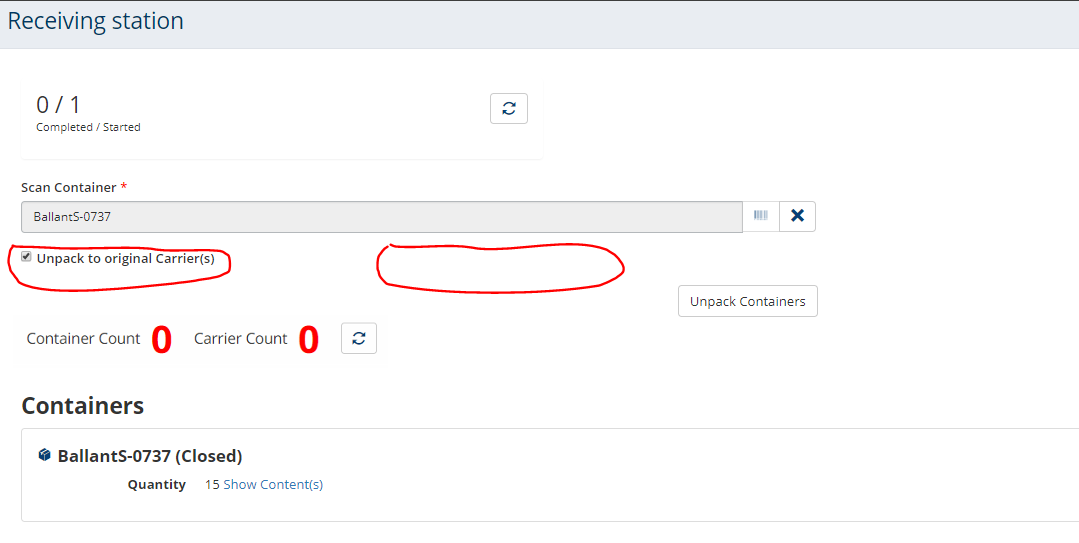 Receiving station
0 / 1
Completed / Started
Scan Container *
BallantS-0737
Unpack to original Carrier(s)
Unpack Containers
Container Count 0 Carrier Count 0
Containers
BallantS-0737 (Closed)
Quantity 15 Show Content(s)